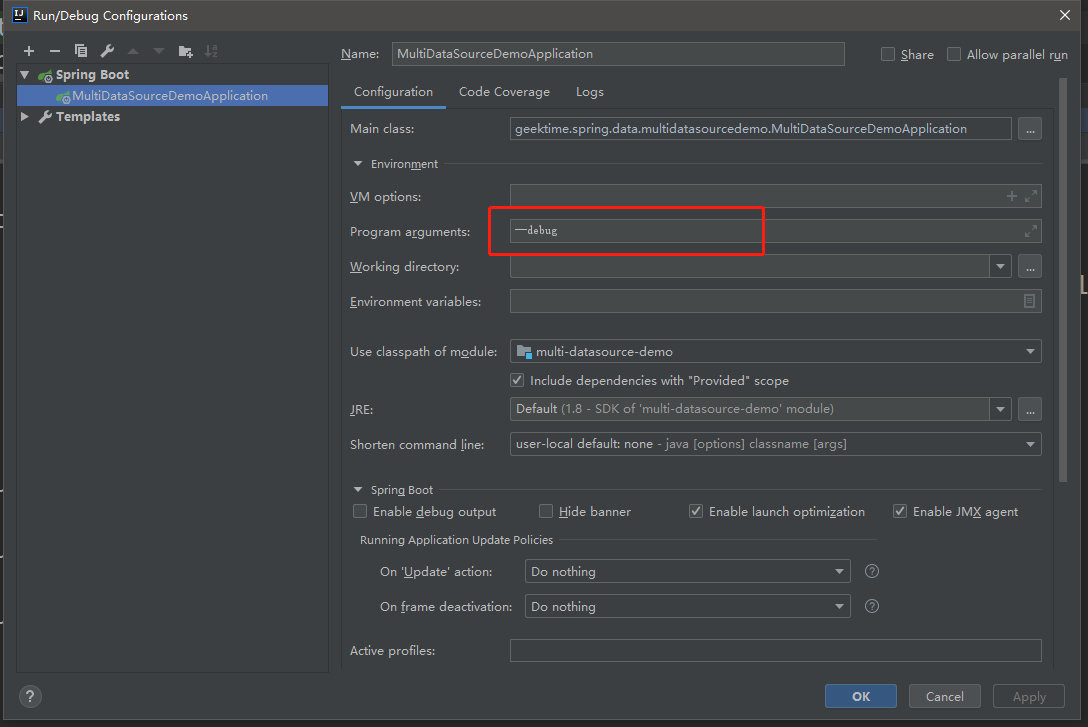 Run/Debug Configurations
Name: MultiDataSourceDemoApplication Share Allow parallel run
Spring Boot
MultiDataSourceDemoApplication
Templates
Configuration Code Coverage Logs
Main class: geektime.spring.data.multidatasourcedemo.MultiDataSourceDemoApplication ...
Environment
VM options:
Program arguments: —debug
Working directory: ...
Environment variables:
Use classpath of module: multi-datasource-demo
Include dependencies with "Provided" scope
JRE: Default (1.8 - SDK of 'multi-datasource-demo' module) ...
Shorten command line: user-local default: none - java [options] classname [args]
Spring Boot
Enable debug output Hide banner Enable launch optimization Enable JMX agent
Running Application Update Policies
On 'Update' action: Do nothing ?
On frame deactivation: Do nothing ?
Active profiles:
? OK Cancel Apply